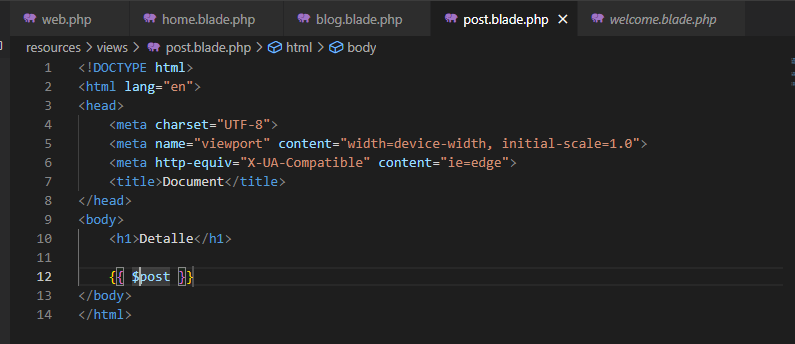 web.php home.blade.php blog.blade.php post.blade.php welcome.blade.php
resources > views > post.blade.php > html > body
1 <!DOCTYPE html>
2 <html lang="en">
3 <head>
4 <meta charset="UTF-8">
5 <meta name="viewport" content="width=device-width, initial-scale=1.0">
6 <meta http-equiv="X-UA-Compatible" content="ie=edge">
7 <title>Document</title>
8 </head>
9 <body>
10 <h1>Detalle</h1>
11
12 {{ $post }}
13 </body>
14 </html>